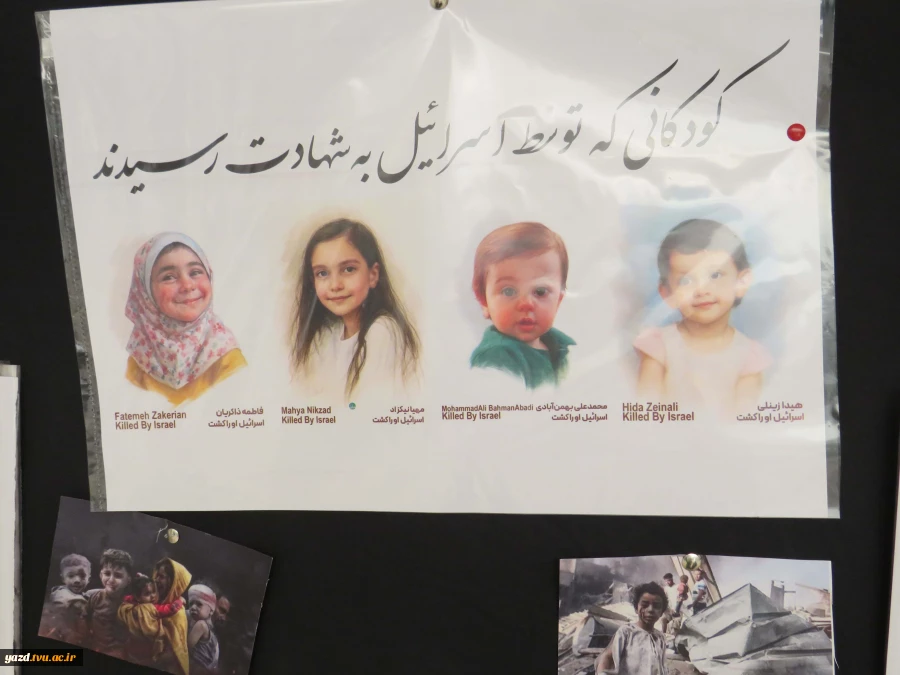 کودکانی که توسط اسرائیل به شهادت رسیدند
Fatemeh Zakerian
Killed By Israel
فاطمه ذاکریان
اسرائیل او را کشت
Mahya Nikzad
Killed By Israel
مهیا نیکزاد
اسرائیل او را کشت
MohammadAli BahmanAbadi
Killed By Israel
محمدعلی بهمن‌آبادی
اسرائیل او را کشت
Hida Zeinali
Killed By Israel
هیدا زینلی
اسرائیل او را کشت
yazd.tvu.ac.ir